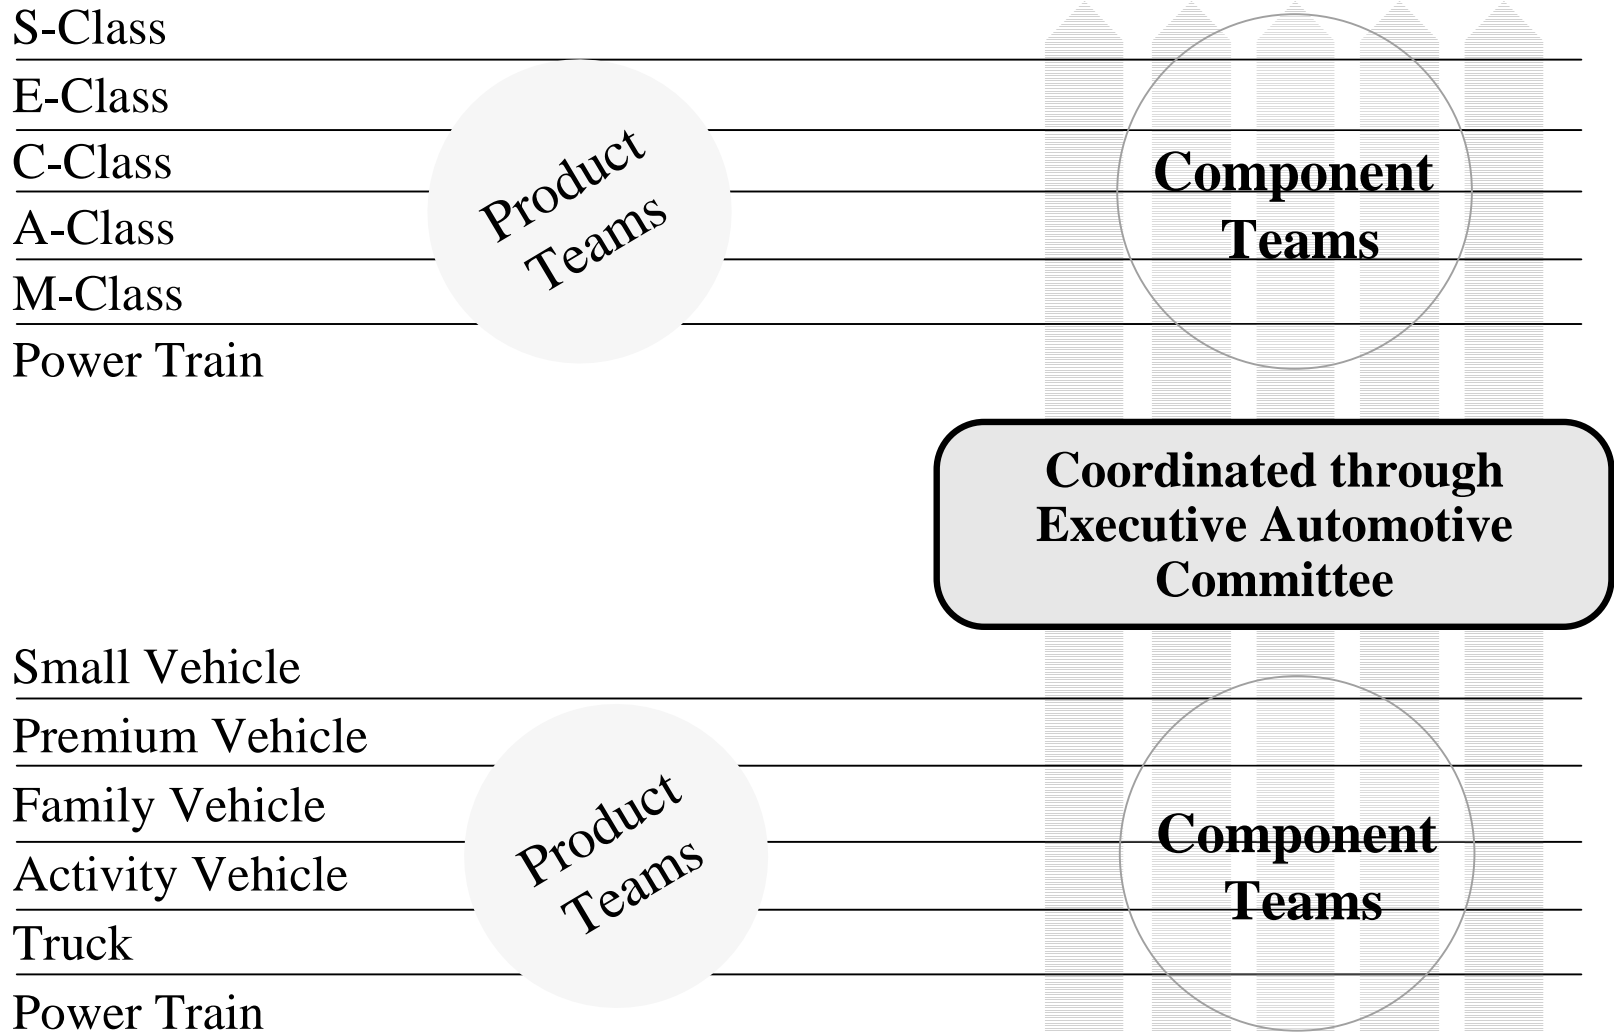 S-Class
E-Class
C-Class
A-Class
M-Class
Power Train
Product
Teams
Component
Teams
Coordinated through
Executive Automotive
Committee
Small Vehicle
Premium Vehicle
Family Vehicle
Activity Vehicle
Truck
Power Train
Product
Teams
Component
Teams